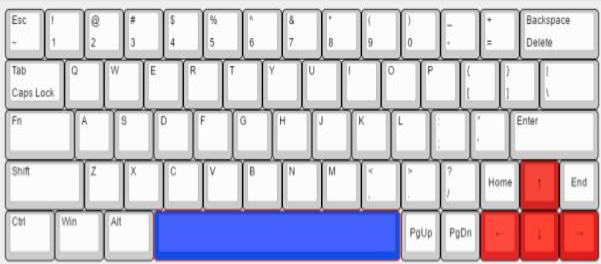 Esc ! @ # $ % ^ & * ( ) _ + Backspace
~ 1 2 3 4 5 6 7 8 9 0 - = Delete
Tab Q W E R T Y U I O P { } |
Caps Lock [ ] \
Fn A S D F G H J K L : " Enter
; '
Shift Z X C V B N M < > ? Home ↑ End
, . /
Ctrl Win Alt PgUp PgDn ← ↓ →